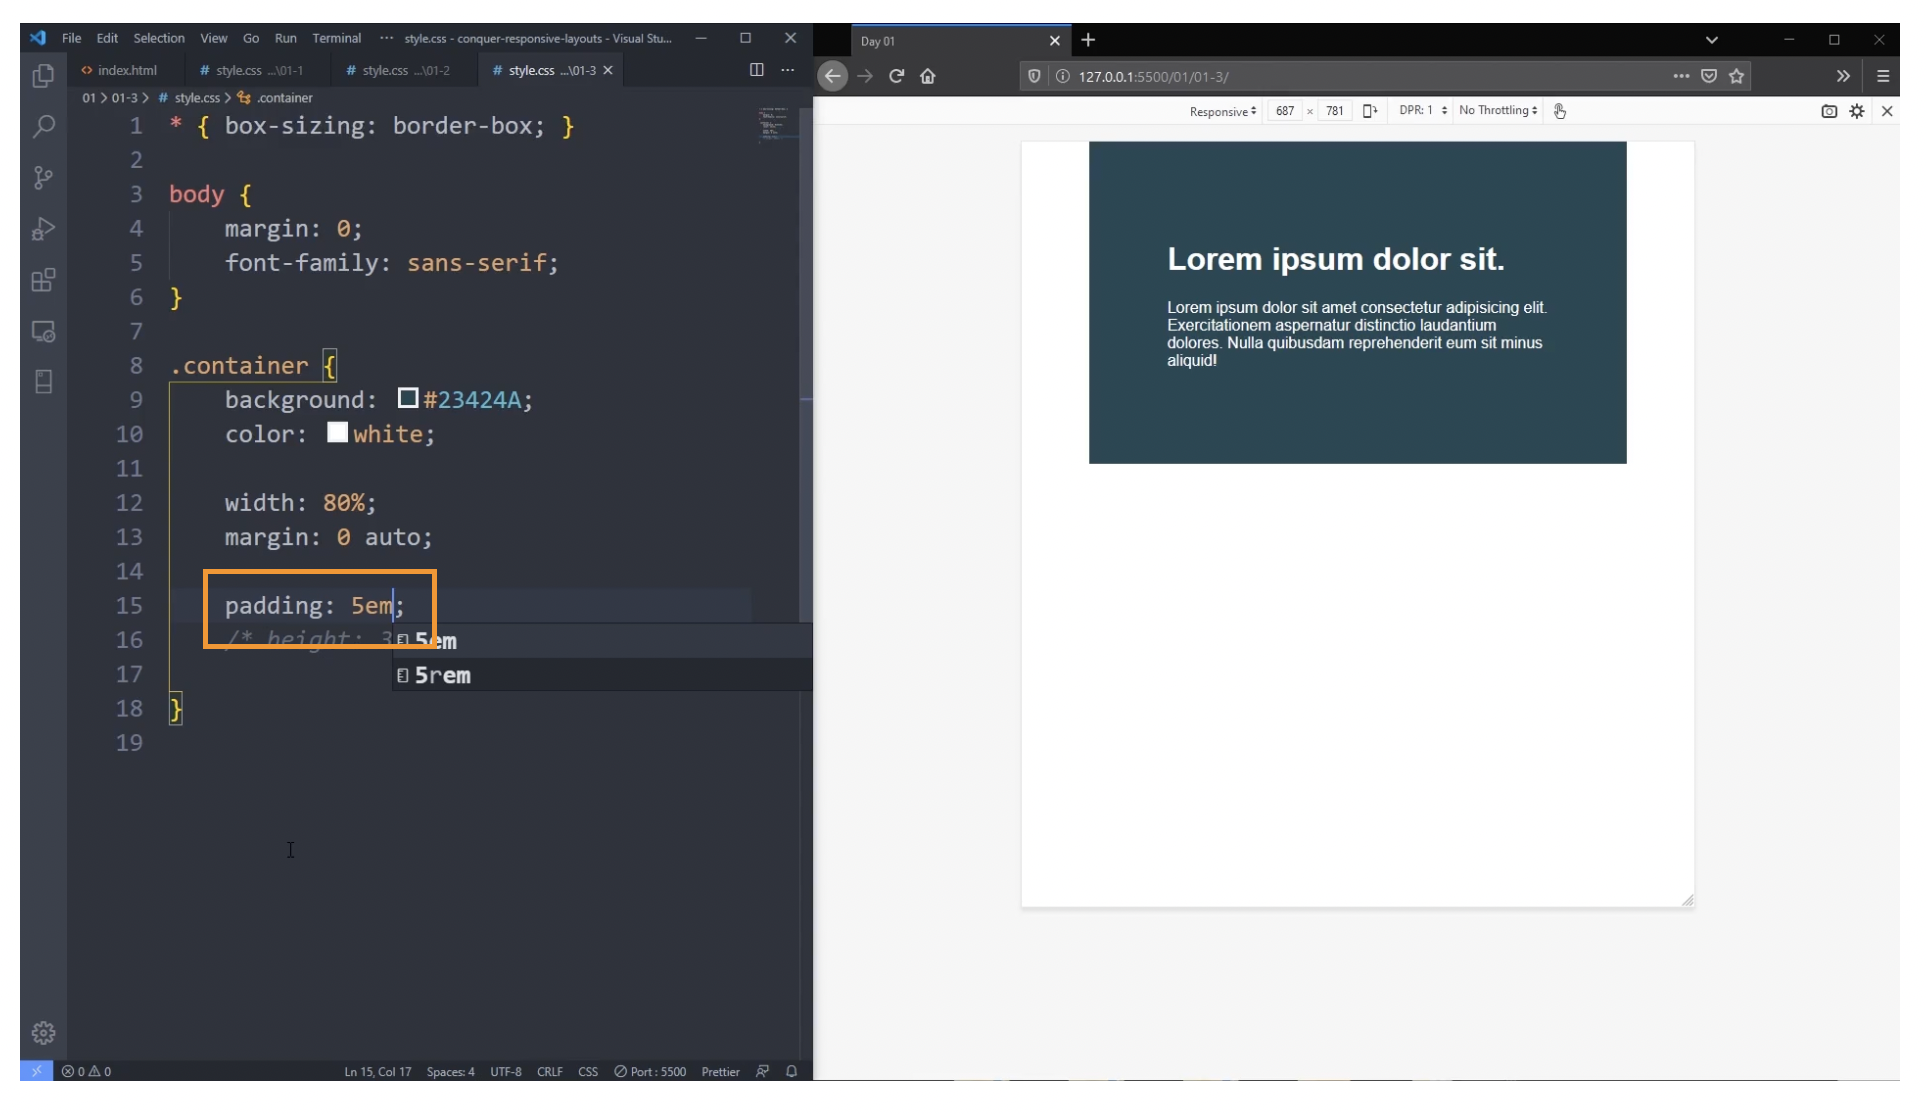 File Edit Selection View Go Run Terminal ··· style.css - conquer-responsive-layouts - Visual Stu...
<> index.html # style.css ...\01-1 # style.css ...\01-2 # style.css ...\01-3
01 > 01-3 > # style.css > .container
1 * { box-sizing: border-box; }
2
3 body {
4 margin: 0;
5 font-family: sans-serif;
6 }
7
8 .container {
9 background: #23424A;
10 color: white;
11
12 width: 80%;
13 margin: 0 auto;
14
15 padding: 5em;
16 /* height: 3
5em
17
5rem
18 }
19
0 0 Ln 15, Col 17 Spaces: 4 UTF-8 CRLF CSS Port : 5500 Prettier
Day 01
127.0.0.1:5500/01/01-3/
Responsive 687 × 781 DPR: 1 No Throttling
Lorem ipsum dolor sit.
Lorem ipsum dolor sit amet consectetur adipisicing elit.
Exercitationem aspernatur distinctio laudantium
dolores. Nulla quibusdam reprehenderit eum sit minus
aliquid!